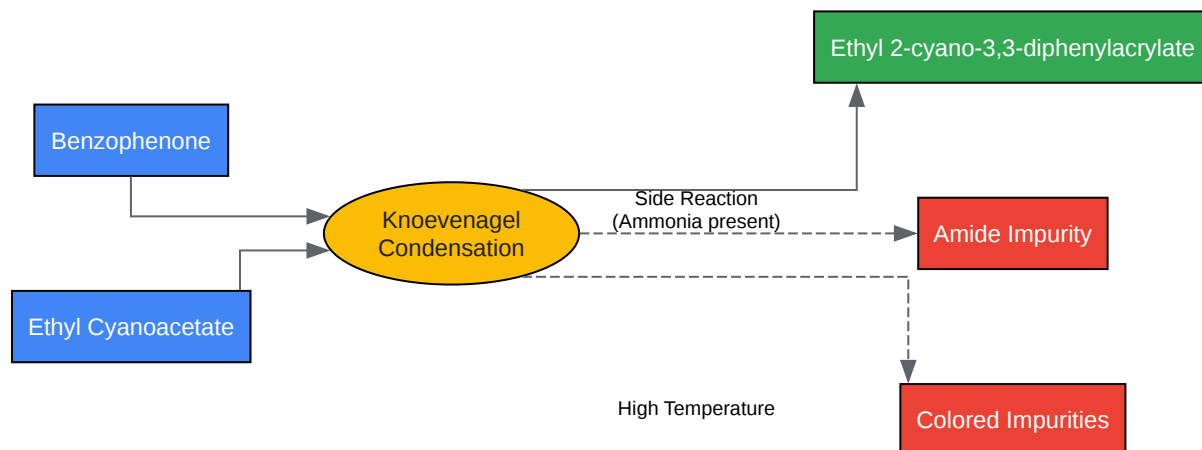 Ethyl 2-cyano-3,3-diphenylacrylate
Benzophenone
Side Reaction
(Ammonia present)
Knoevenagel
Condensation
Amide Impurity
Ethyl Cyanoacetate
High Temperature
Colored Impurities